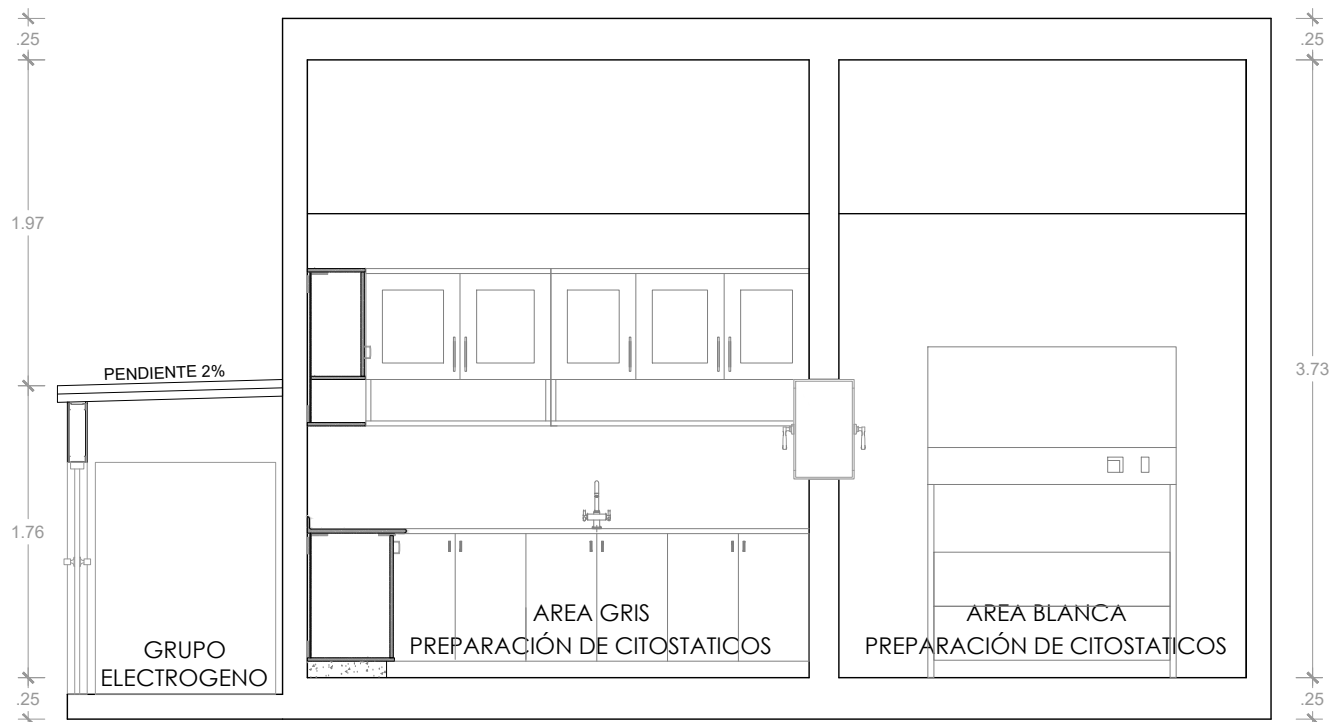 .25
.25
1.97
PENDIENTE 2%
3.73
1.76
AREA GRIS
PREPARACIÓN DE CITOSTATICOS
AREA BLANCA
PREPARACIÓN DE CITOSTATICOS
GRUPO
ELECTROGENO
.25
.25